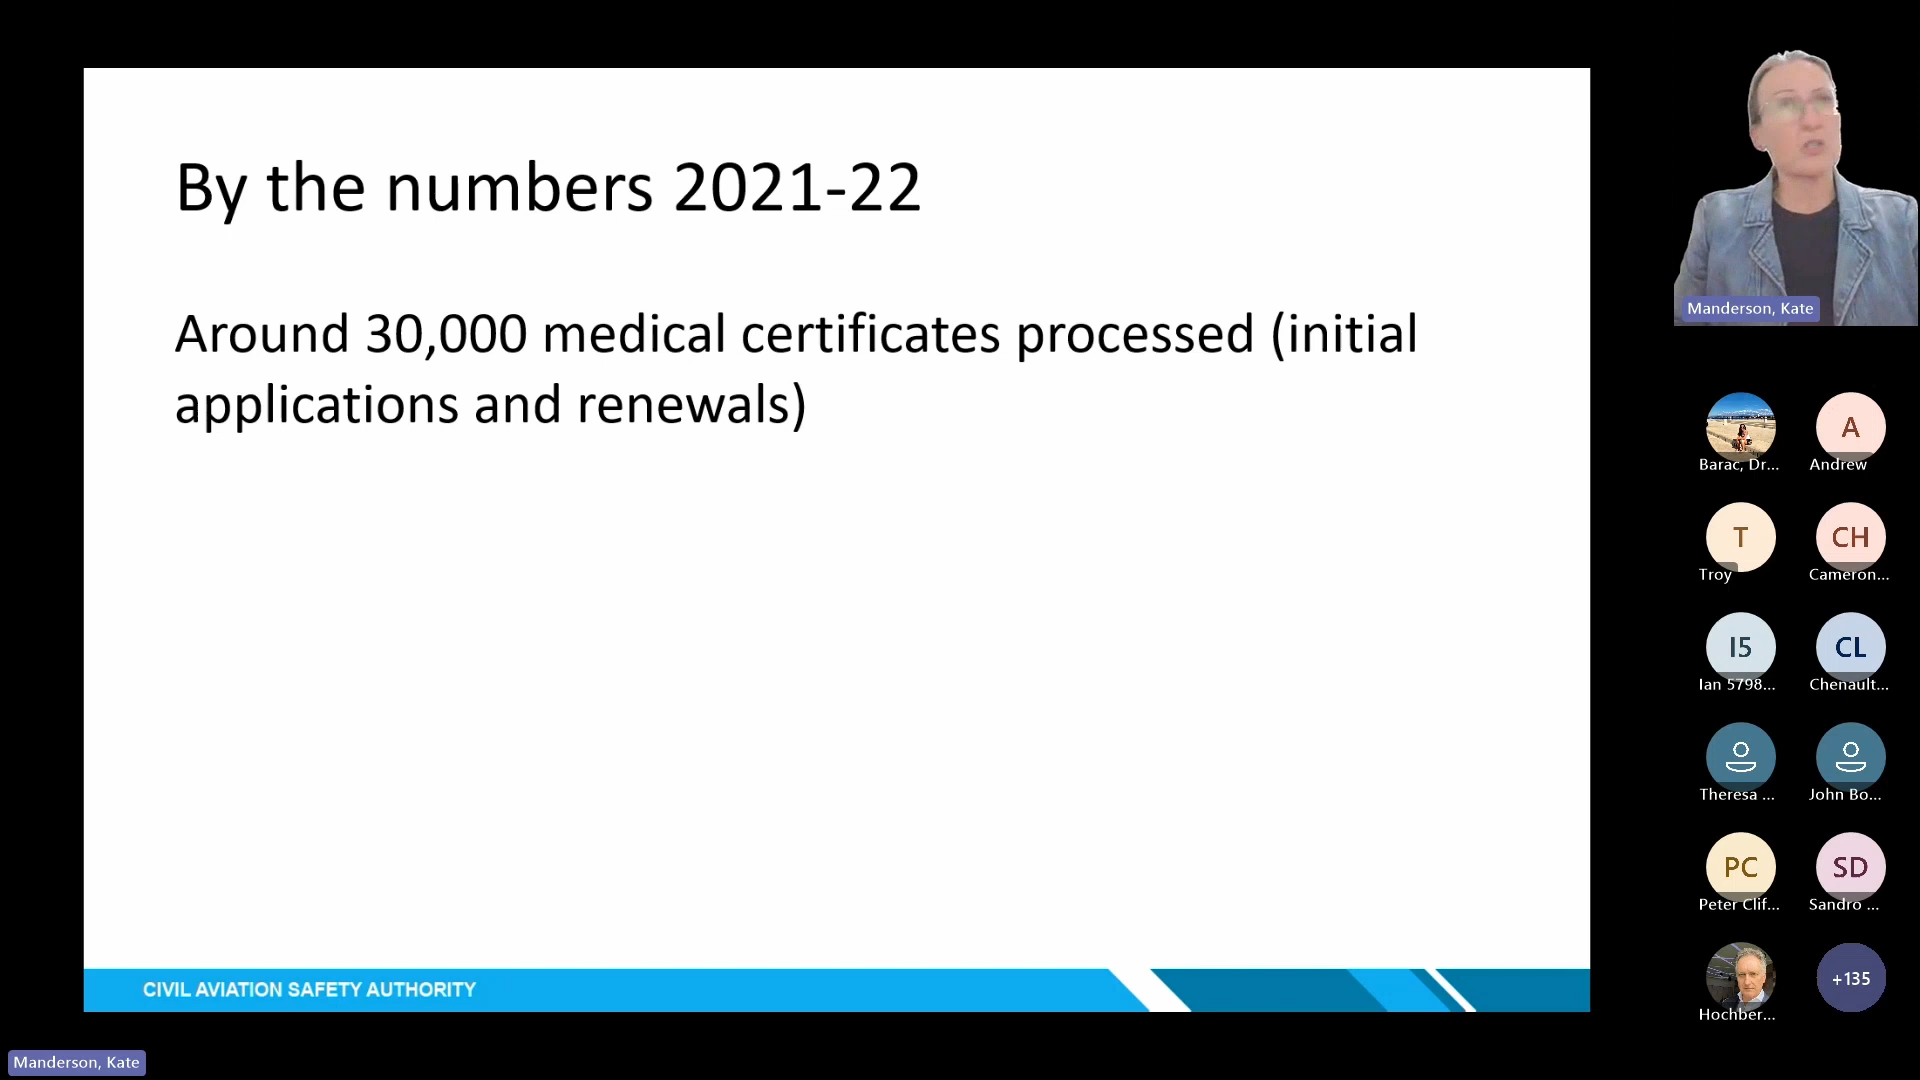 By the numbers 2021-22
Around 30,000 medical certificates processed (initial
applications and renewals)
CIVIL AVIATION SAFETY AUTHORITY
Manderson, Kate
Manderson, Kate
Barac, Dr...
A
Andrew
T
Troy
CH
Cameron...
I5
Ian 5798...
CL
Chenault...
Theresa ...
John Bo...
PC
Peter Clif...
SD
Sandro ...
Hochber...
+135